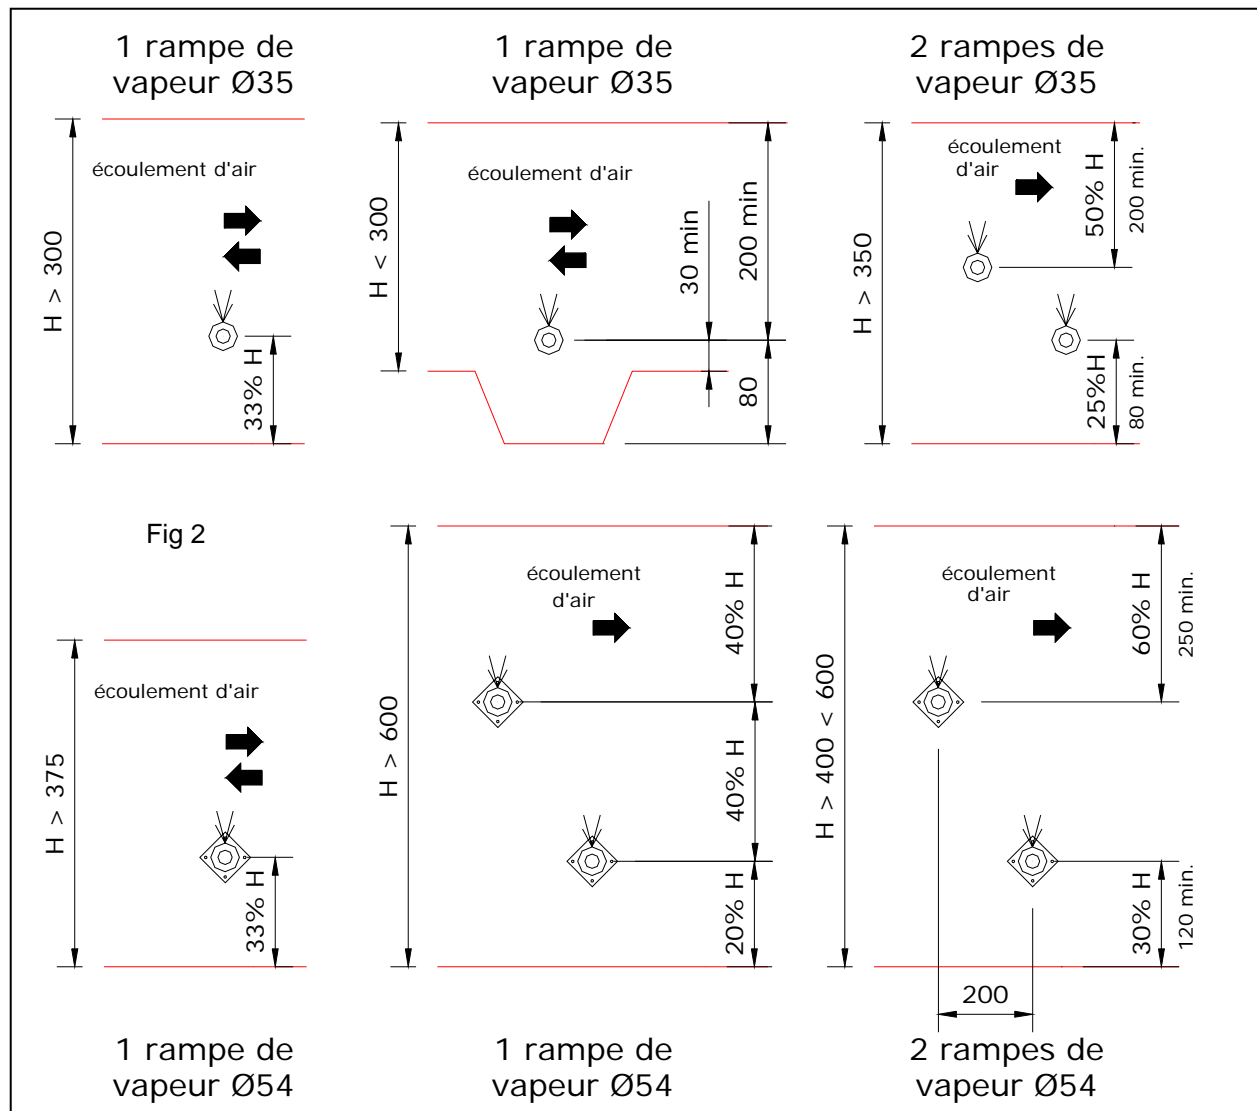 1 rampe de
vapeur Ø35
écoulement d'air
H > 300
33% H
1 rampe de
vapeur Ø35
écoulement d'air
H < 300
30 min
200 min
80
2 rampes de
vapeur Ø35
écoulement
d'air
H > 350
50% H
200 min.
25%H
80 min.
Fig 2
écoulement d'air
H > 375
33% H
1 rampe de
vapeur Ø54
écoulement
d'air
H > 600
40% H
40% H
20% H
1 rampe de
vapeur Ø54
écoulement
d'air
H > 400 < 600
60% H
250 min.
30% H
120 min.
200
2 rampes de
vapeur Ø54